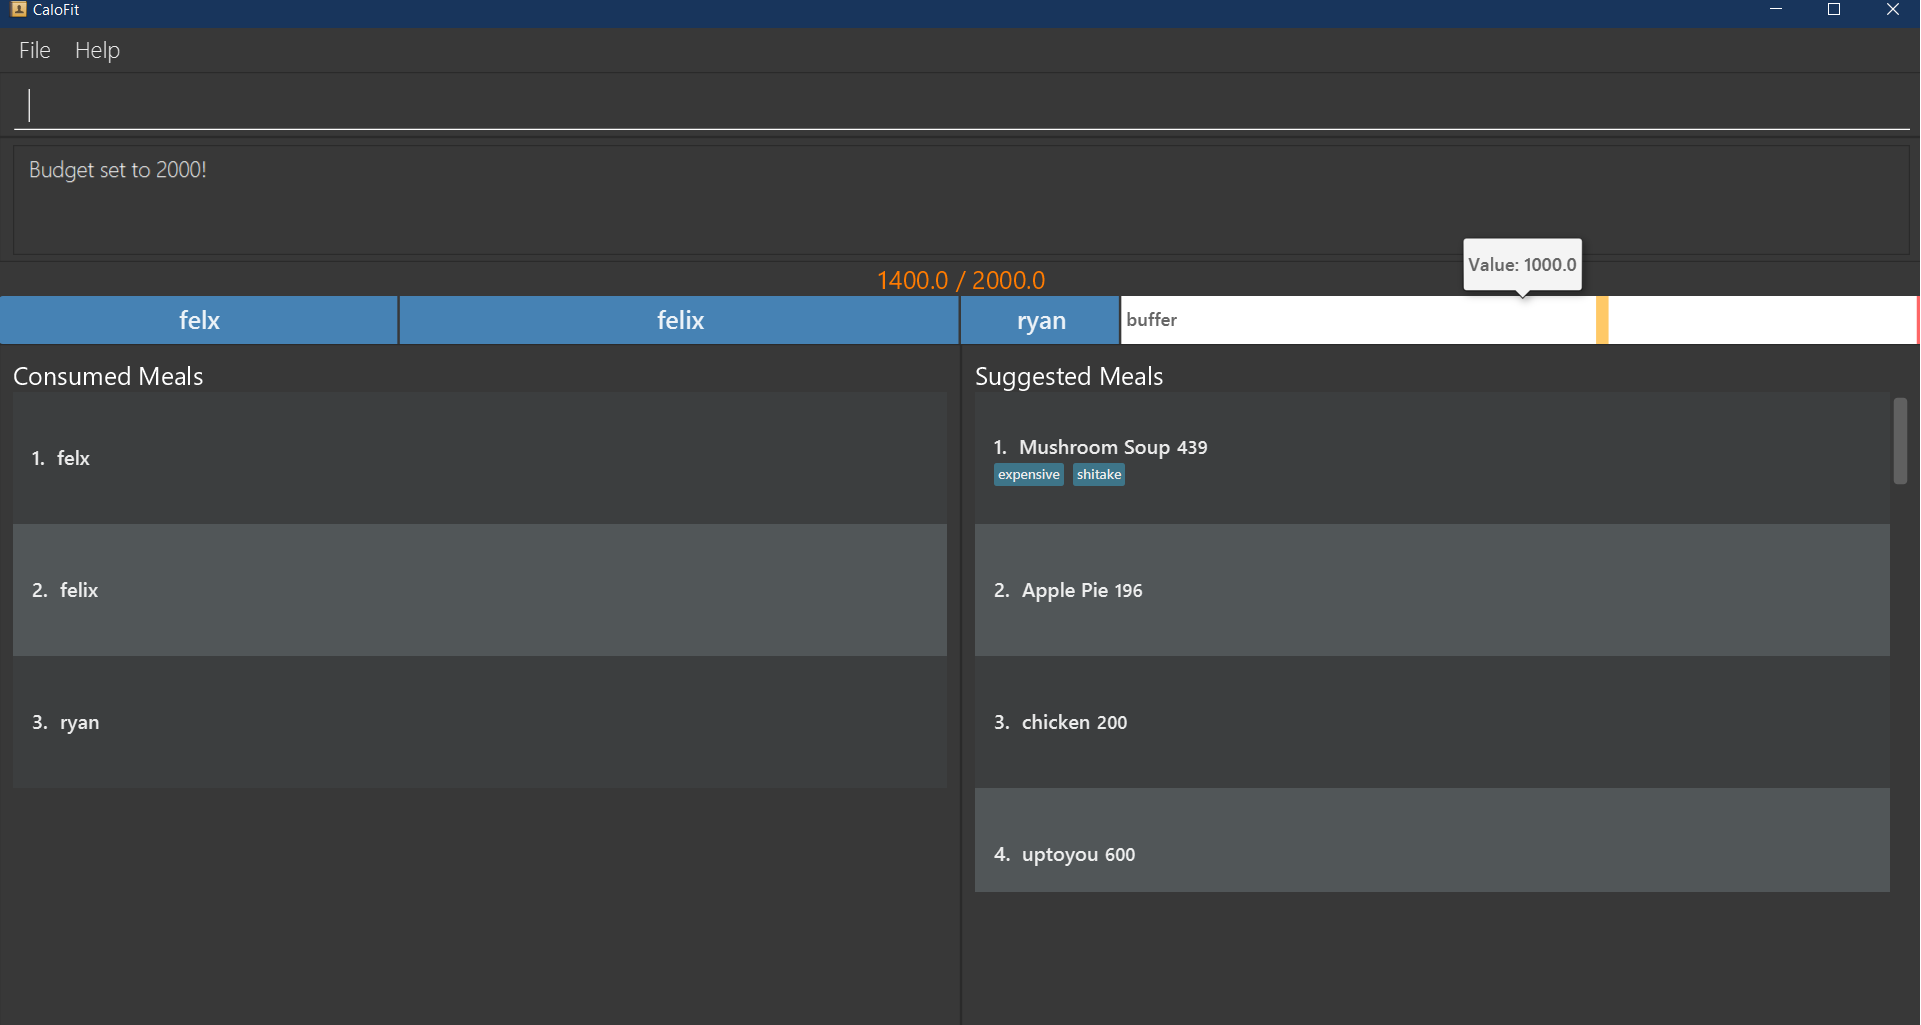 CaloFit
File Help
Budget set to 2000!
Value: 1000.0
1400.0 / 2000.0
felx felix ryan buffer
Consumed Meals
1. felx
2. felix
3. ryan
Suggested Meals
1. Mushroom Soup 439
expensive shitake
2. Apple Pie 196
3. chicken 200
4. uptoyou 600